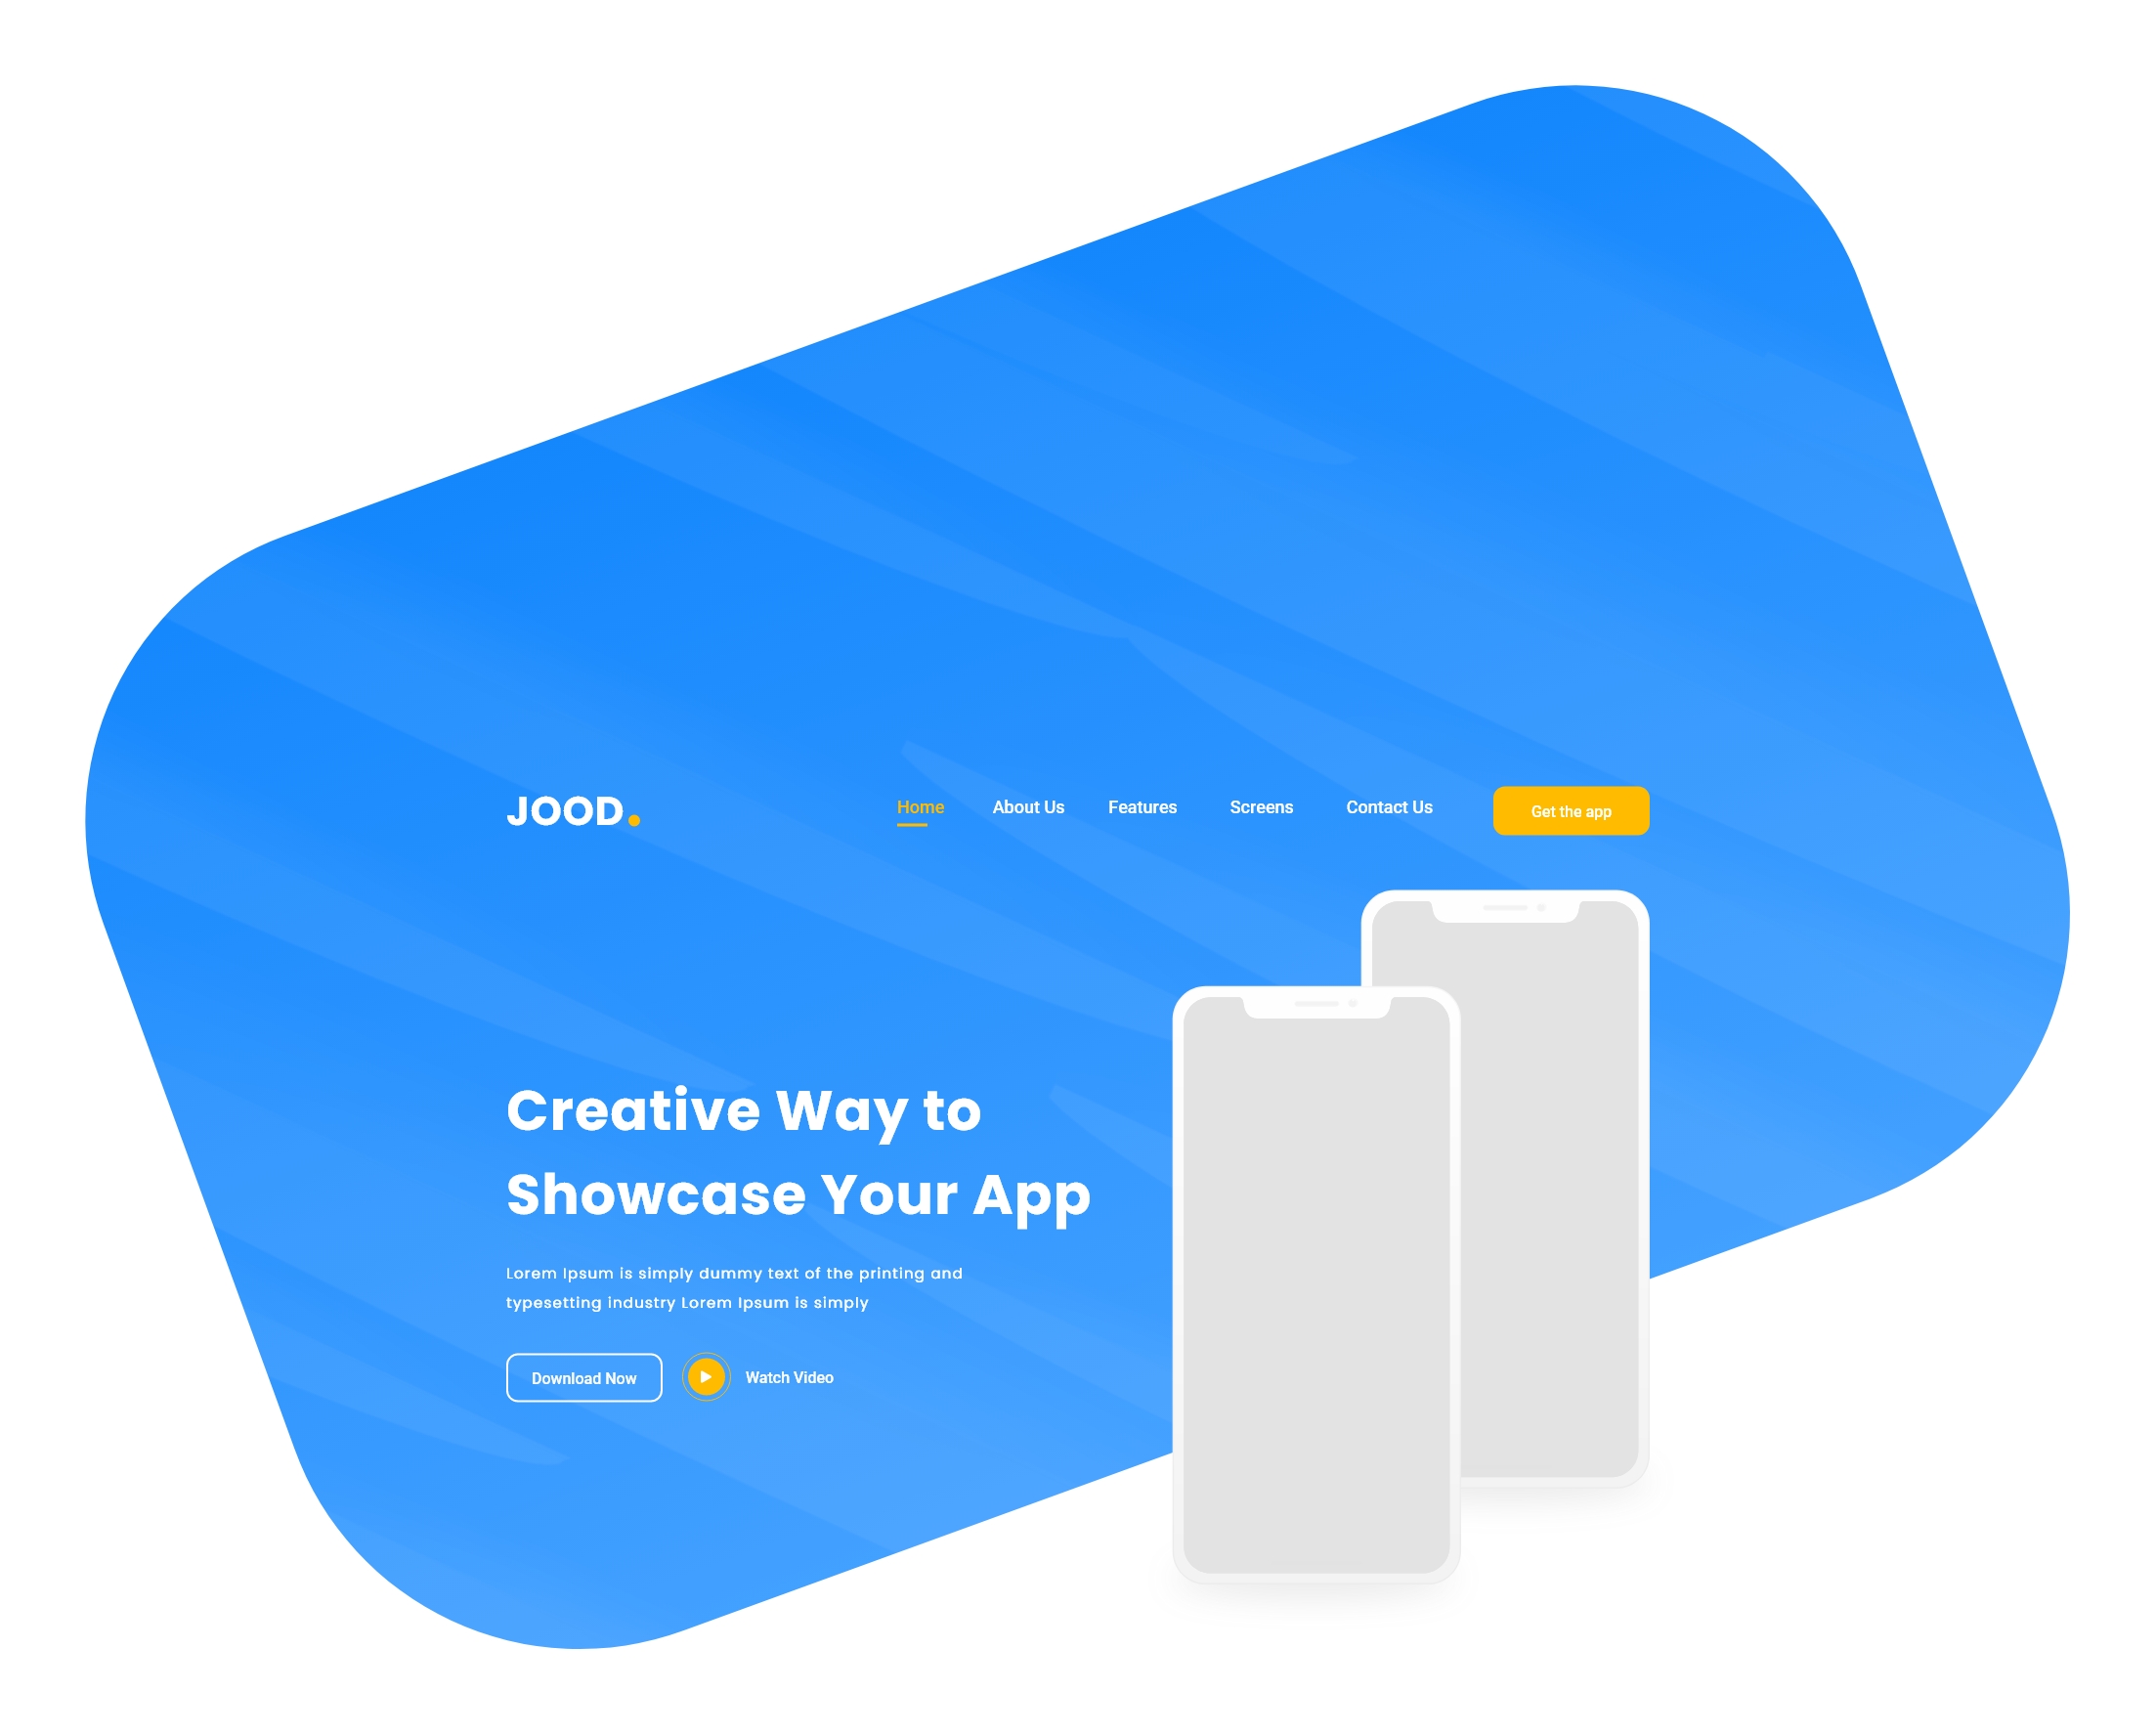 JOOD.
Home About Us Features Screens Contact Us Get the app
Creative Way to
Showcase Your App
Lorem Ipsum is simply dummy text of the printing and
typesetting industry Lorem Ipsum is simply
Download Now Watch Video